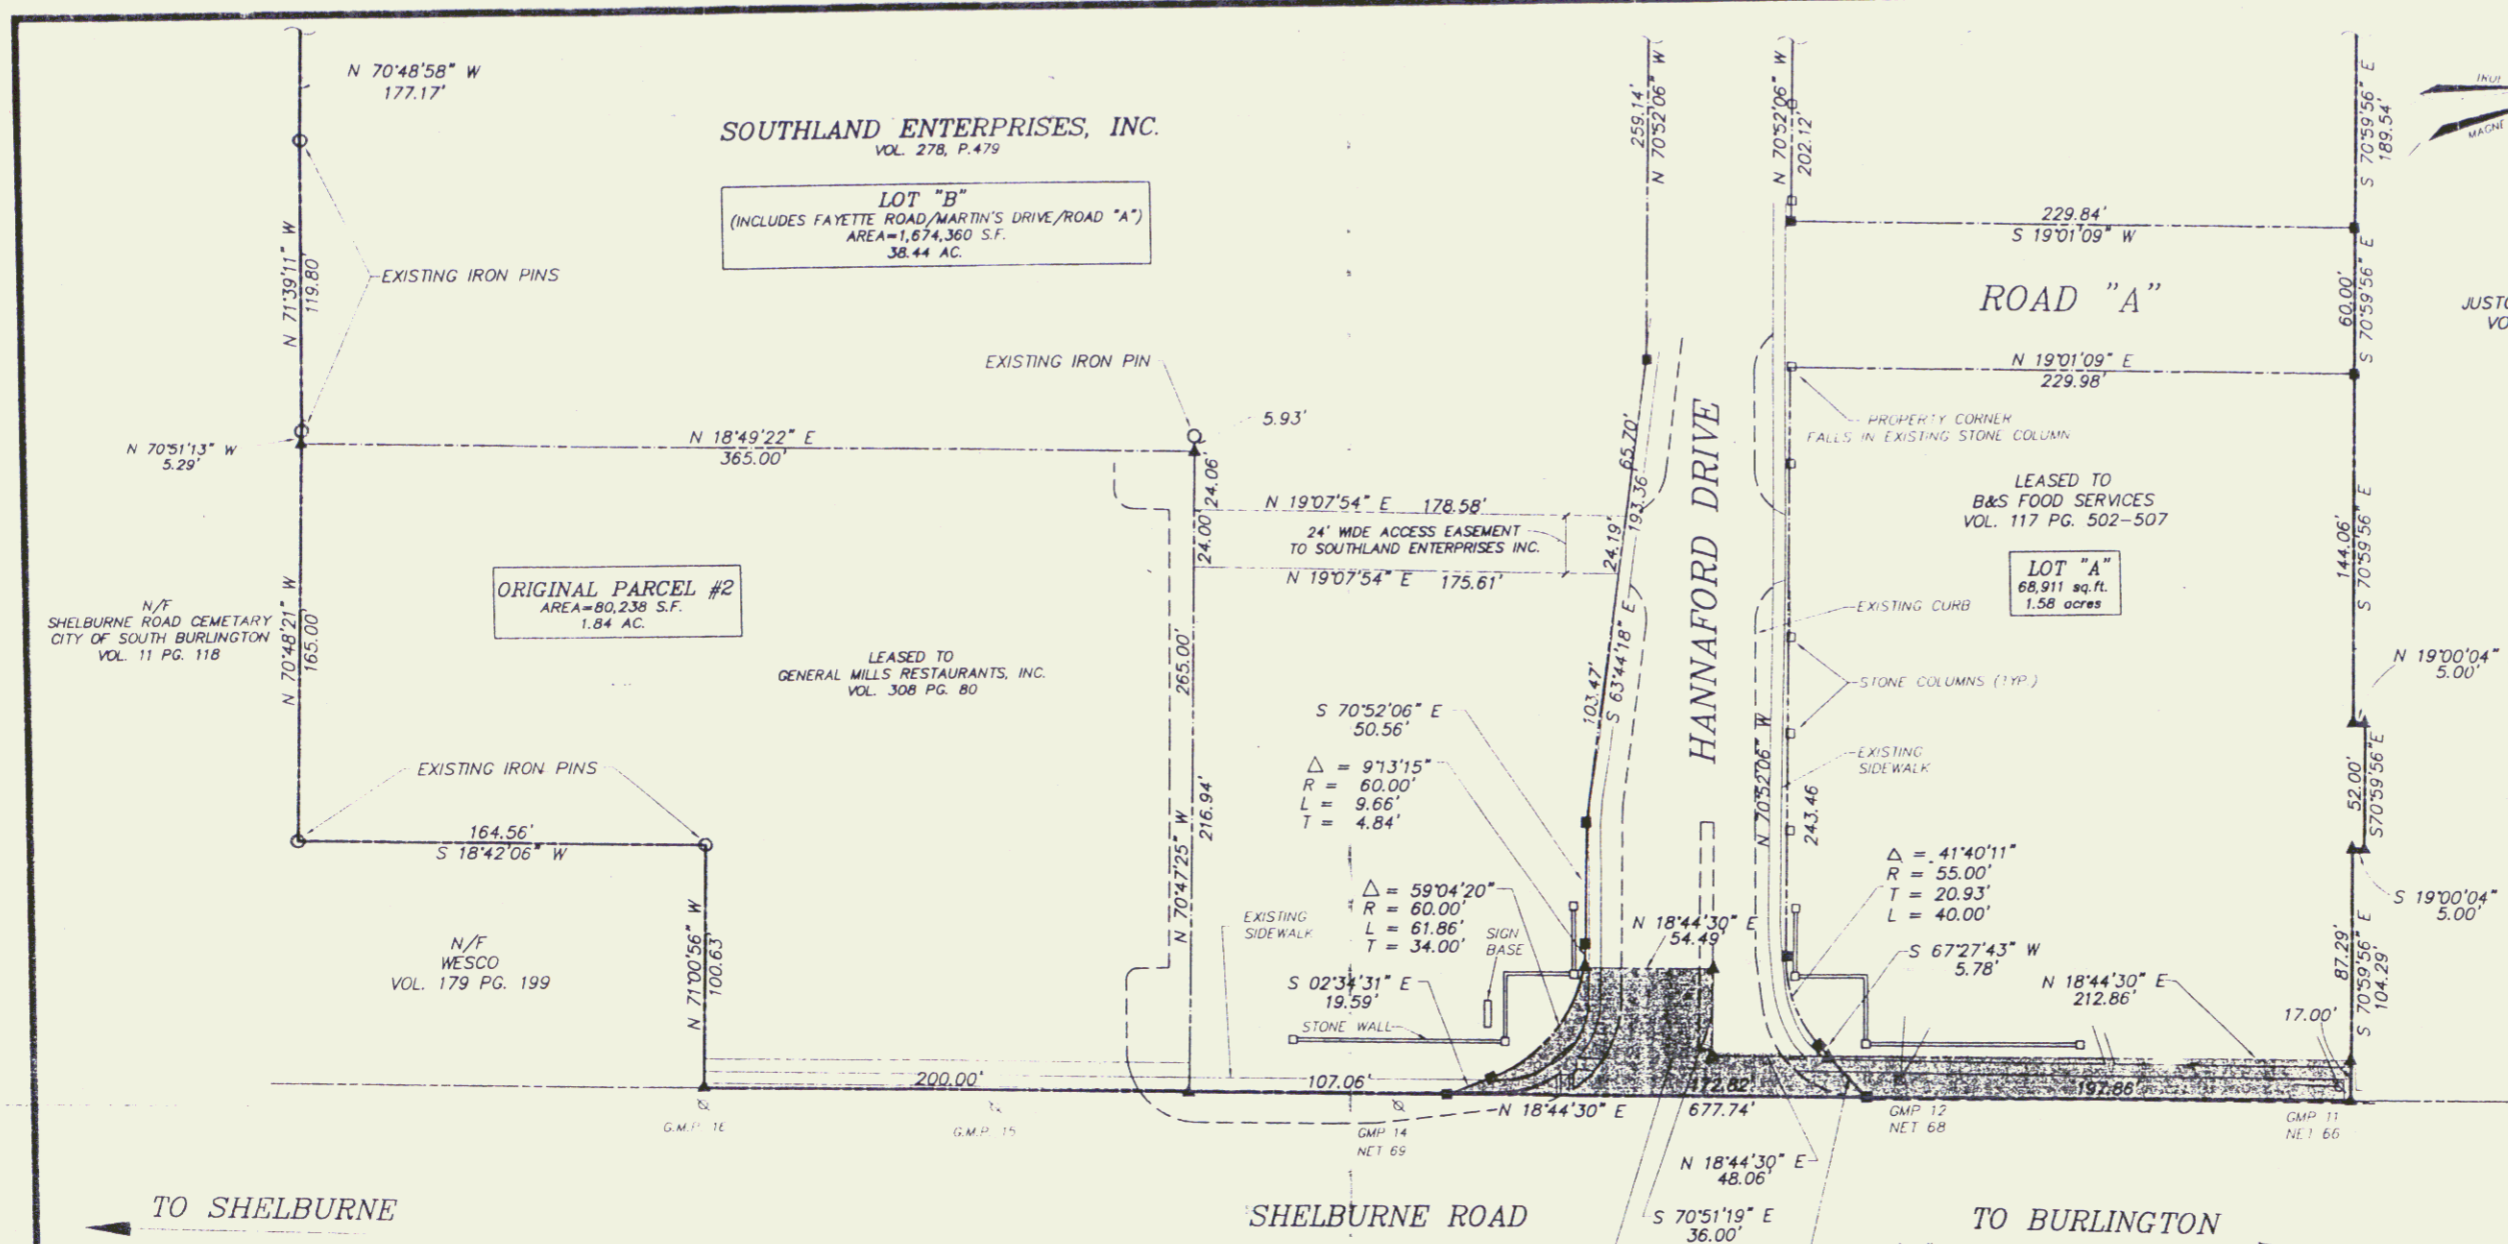 N 70°48'58" W
177.17'
SOUTHLAND ENTERPRISES, INC.
VOL. 278, P.479
LOT "B"
(INCLUDES FAYETTE ROAD/MARTIN'S DRIVE/ROAD "A")
AREA=1,674,360 S.F.
38.44 AC.
N 71°39'11" W
119.80'
EXISTING IRON PINS
EXISTING IRON PIN
5.93'
N 70°51'13" W
5.29'
N 18°49'22" E
365.00'
24.06'
24.00'
N 19°07'54" E 178.58'
24' WIDE ACCESS EASEMENT
TO SOUTHLAND ENTERPRISES INC.
N 19°07'54" E 175.61'
ORIGINAL PARCEL #2
AREA=80,238 S.F.
1.84 AC.
N/F
SHELBURNE ROAD CEMETARY
CITY OF SOUTH BURLINGTON
VOL. 11 PG. 118
N 70°48'21" W
165.00'
LEASED TO
GENERAL MILLS RESTAURANTS, INC.
VOL. 308 PG. 80
265.00'
216.94'
N 70°47'25" W
EXISTING IRON PINS
164.56'
S 18°42'06" W
N/F
WESCO
VOL. 179 PG. 199
N 71°00'56" W
100.63'
259.14'
N 70°52'06" W
N 70°52'06" W
202.12'
65.70'
193.36'
24.19'
S 63°44'18" E
103.47'
HANNAFORD DRIVE
S 70°52'06" E
50.56'
Δ = 9°13'15"
R = 60.00'
L = 9.66'
T = 4.84'
Δ = 59°04'20"
R = 60.00'
L = 61.86'
T = 34.00'
EXISTING
SIDEWALK
SIGN
BASE
S 02°34'31" E
19.59'
STONE WALL
N 18°44'30" E
54.49'
S 70°59'56" E
189.54'
MAGNE
229.84'
S 19°01'09" W
ROAD "A"
60.00'
S 70°59'56" E
N 19°01'09" E
229.98'
PROPERTY CORNER
FALLS IN EXISTING STONE COLUMN
LEASED TO
B&S FOOD SERVICES
VOL. 117 PG. 502-507
LOT "A"
68,911 sq.ft.
1.58 acres
144.06'
S 70°59'56" E
EXISTING CURB
STONE COLUMNS (TYP.)
EXISTING
SIDEWALK
N 70°52'06" W
243.46
N 19°00'04"
5.00'
52.00'
S70°59'56"E
Δ = 41°40'11"
R = 55.00'
T = 20.93'
L = 40.00'
S 67°27'43" W
5.78'
N 18°44'30" E
212.86'
S 19°00'04"
5.00'
87.29'
S 70°59'56" E
104.29'
17.00'
200.00'
107.06'
172.82'
197.86'
N 18°44'30" E
677.74'
G.M.P. 16
G.M.P. 15
GMP 14
NET 69
GMP 12
NET 68
GMP 11
NET 66
N 18°44'30" E
48.06'
S 70°51'19" E
36.00'
TO SHELBURNE
SHELBURNE ROAD
TO BURLINGTON